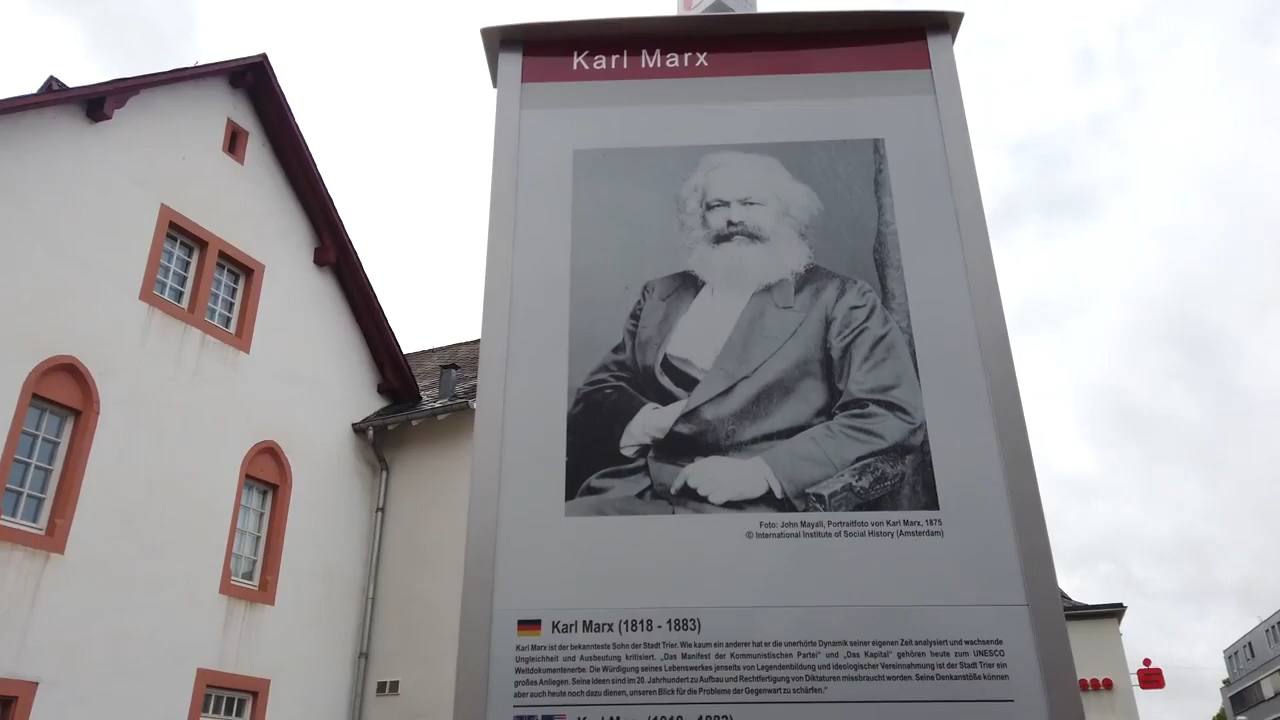 Karl Marx
Foto: John Mayall, Portraitfoto von Karl Marx, 1875
© International Institute of Social History (Amsterdam)
Karl Marx (1818 - 1883)
Karl Marx ist der bekannteste Sohn der Stadt Trier. Wie kaum ein anderer hat er die unerhörte Dynamik seiner eigenen Zeit analysiert und wachsende
Ungleichheit und Ausbeutung kritisiert. „Das Manifest der Kommunistischen Partei“ und „Das Kapital“ gehören heute zum UNESCO
Weltdokumentenerbe. Die Würdigung seines Lebenswerkes jenseits von Legendenbildung und ideologischer Vereinnahmung ist der Stadt Trier ein
großes Anliegen. Seine Ideen sind im 20. Jahrhundert zu Aufbau und Rechtfertigung von Diktaturen missbraucht worden. Seine Denkanstöße können
aber auch heute noch dazu dienen, unseren Blick für die Probleme der Gegenwart zu schärfen.“
Karl Marx (1818 - 1883)